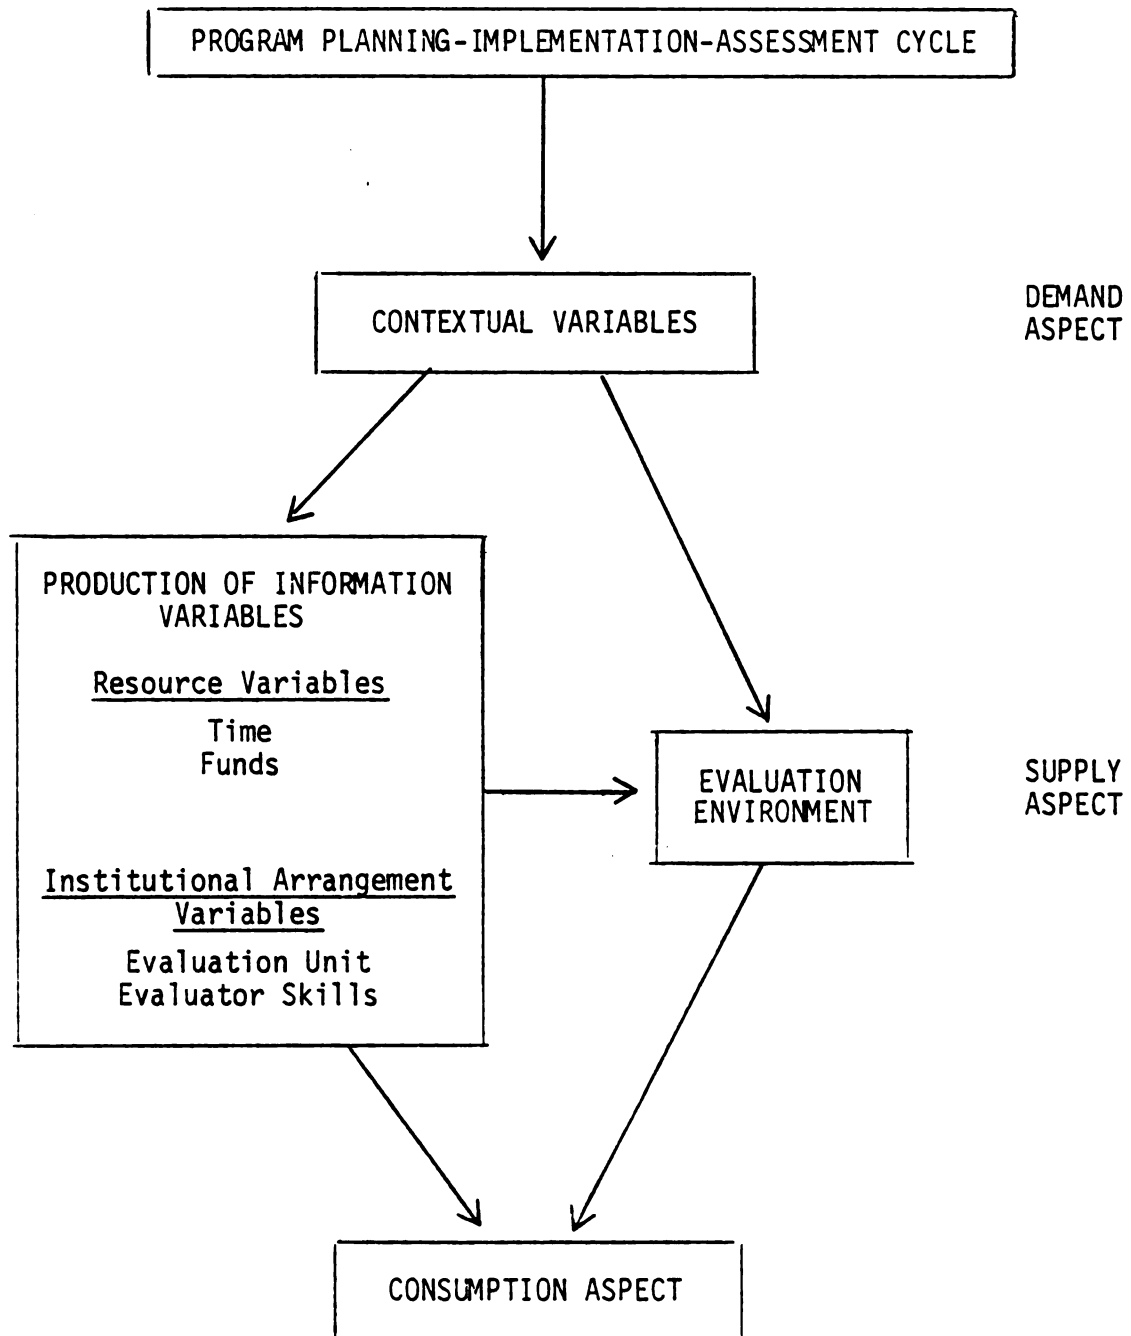 PROGRAM PLANNING-IMPLEMENTATION-ASSESSMENT CYCLE
CONTEXTUAL VARIABLES
DEMAND
ASPECT
PRODUCTION OF INFORMATION
VARIABLES
Resource Variables
Time
Funds
Institutional Arrangement
Variables
Evaluation Unit
Evaluator Skills
EVALUATION
ENVIRONMENT
SUPPLY
ASPECT
CONSUMPTION ASPECT